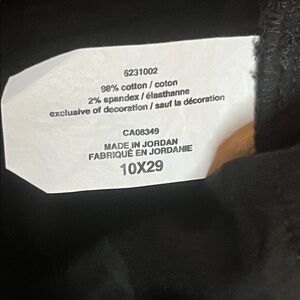 6231002
98% cotton / coton
2% spandex / élasthanne
exclusive of decoration / sauf la décoration
CA08349
MADE IN JORDAN
FABRIQUÉ EN JORDANIE
10X29